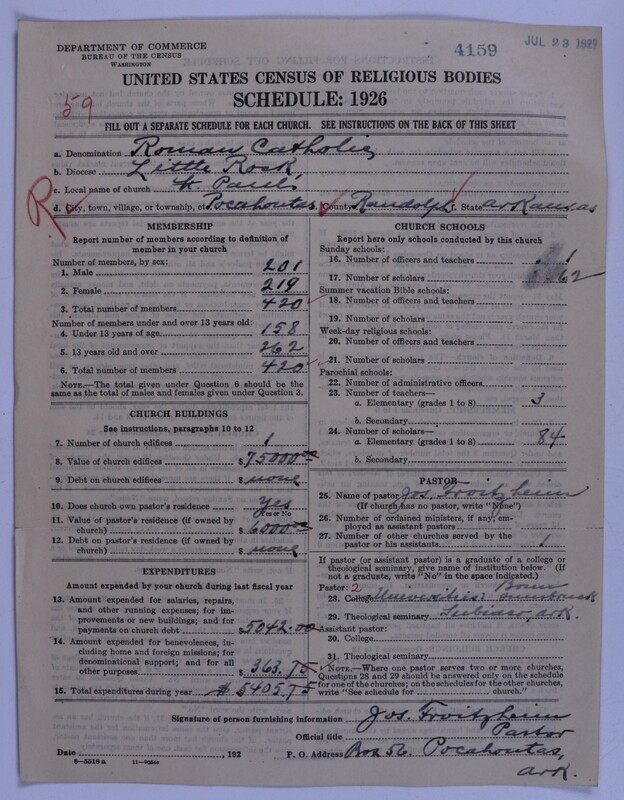 DEPARTMENT OF COMMERCE
BUREAU OF THE CENSUS
WASHINGTON
4159
JUL 28 1927
UNITED STATES CENSUS OF RELIGIOUS BODIES
SCHEDULE: 1926
59
FILL OUT A SEPARATE SCHEDULE FOR EACH CHURCH. SEE INSTRUCTIONS ON THE BACK OF THIS SHEET
a. Denomination Roman Catholic
b. Diocese Little Rock
c. Local name of church St. Paul's
R
d. City, town, village, or township, etc Pocahontas e. County Randolph f. State Arkansas
MEMBERSHIP
Report number of members according to definition of
member in your church
Number of members, by sex:
1. Male 201
2. Female 219
3. Total number of members 420
Number of members under and over 13 years old:
4. Under 13 years of age 158
5. 13 years old and over 262
6. Total number of members 420
NOTE.—The total given under Question 6 should be
same as the total of males and females given under Question 3.
CHURCH BUILDINGS
See instructions, paragraphs 10 to 12
7. Number of church edifices 1
8. Value of church edifices $ 75000.00
9. Debt on church edifices $ none
10. Does church own pastor's residence Yes
(Yes or No)
11. Value of pastor's residence (if owned by
church) $ 6000.00
12. Debt on pastor's residence (if owned by
church) $ none
EXPENDITURES
Amount expended by your church during last fiscal year
13. Amount expended for salaries, repairs,
and other running expenses; for im-
provements or new buildings; and for
payments on church debt $ 5042.00
14. Amount expended for benevolences, in-
cluding home and foreign missions; for
denominational support; and for all
other purposes $ 363.75
15. Total expenditures during year $ 5405.75
CHURCH SCHOOLS
Report here only schools conducted by this church
Sunday schools:
16. Number of officers and teachers 1
17. Number of scholars 62
Summer vacation Bible schools:
18. Number of officers and teachers
19. Number of scholars
Week-day religious schools:
20. Number of officers and teachers
21. Number of scholars
Parochial schools:
22. Number of administrative officers
23. Number of teachers—
a. Elementary (grades 1 to 8) 3
b. Secondary
24. Number of scholars—
a. Elementary (grades 1 to 8) 84
b. Secondary
PASTOR
25. Name of pastor Jos. Froitzheim
(If church has no pastor, write "None")
26. Number of ordained ministers, if any, em-
ployed as assistant pastors
27. Number of other churches served by the
pastor or his assistants 1
If pastor (or assistant pastor) is a graduate of a college or
theological seminary, give name of institution below. (If
not a graduate, write "No" in the space indicated.)
Pastor: 2
28. College
29. Theological seminary Subiaco, Ark.
Assistant pastor:
30. College
31. Theological seminary
NOTE.—Where one pastor serves two or more churches,
Questions 28 and 29 should be answered only on the schedule
for one of the churches; on the schedules for the other churches,
write "See schedule for church."
Signature of person furnishing information Jos. Froitzheim
Official title Pastor
Date , 192 P. O. Address Box 56. Pocahontas,
Ark.
8—5518 a 11—9034